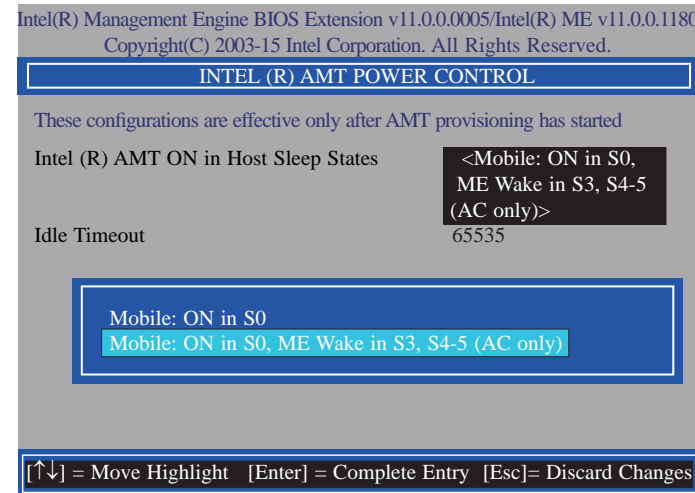 Intel(R) Management Engine BIOS Extension v11.0.0.0005/Intel(R) ME v11.0.0.1180
Copyright(C) 2003-15 Intel Corporation. All Rights Reserved.
INTEL (R) AMT POWER CONTROL
These configurations are effective only after AMT provisioning has started
Intel (R) AMT ON in Host Sleep States <Mobile: ON in S0,
ME Wake in S3, S4-5
(AC only)>
Idle Timeout 65535
Mobile: ON in S0
Mobile: ON in S0, ME Wake in S3, S4-5 (AC only)
[↑↓] = Move Highlight [Enter] = Complete Entry [Esc]= Discard Changes